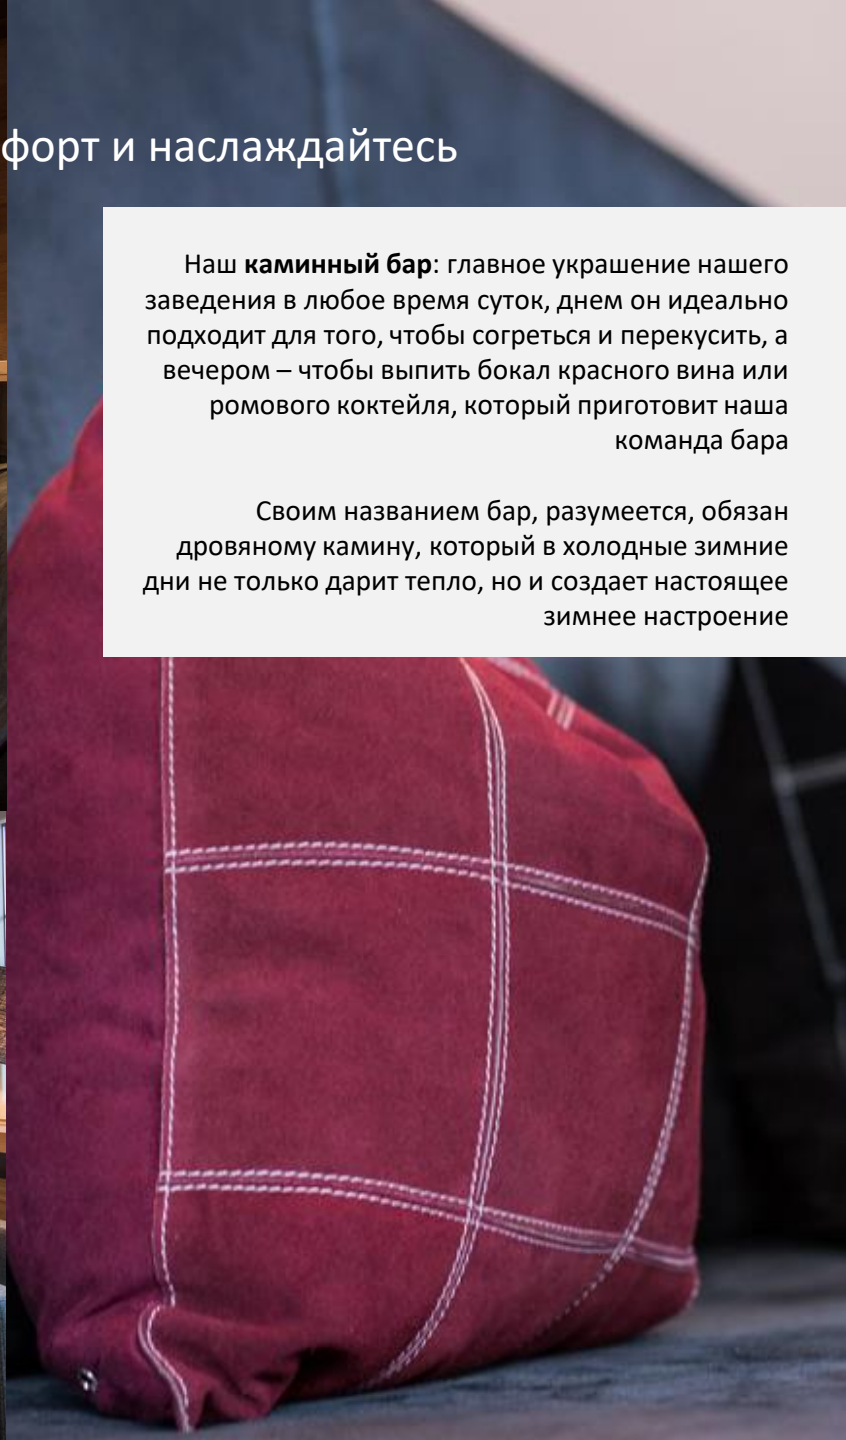 форт и наслаждайтесь
Наш каминный бар: главное украшение нашего
заведения в любое время суток, днем он идеально
подходит для того, чтобы согреться и перекусить, а
вечером – чтобы выпить бокал красного вина или
ромового коктейля, который приготовит наша
команда бара
Своим названием бар, разумеется, обязан
дровяному камину, который в холодные зимние
дни не только дарит тепло, но и создает настоящее
зимнее настроение